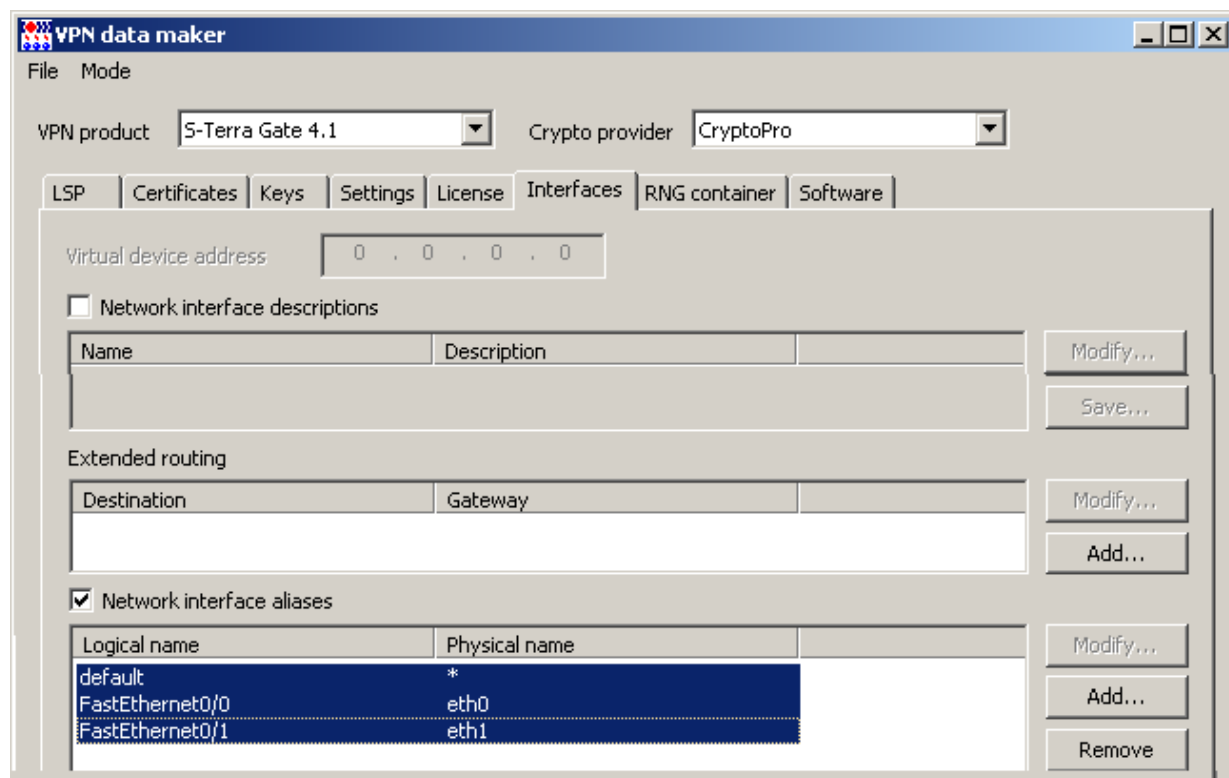 VPN data maker
File Mode
VPN product S-Terra Gate 4.1 Crypto provider CryptoPro
LSP Certificates Keys Settings License Interfaces RNG container Software
Virtual device address 0 . 0 . 0 . 0
Network interface descriptions
Name Description Modify...
Save...
Extended routing
Destination Gateway Modify...
Add...
Network interface aliases
Logical name Physical name Modify...
default *
FastEthernet0/0 eth0 Add...
FastEthernet0/1 eth1
Remove